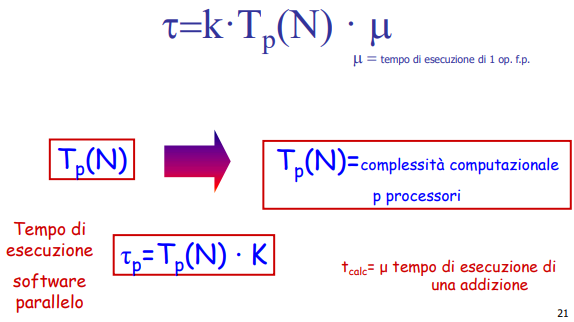 τ=k·Tp(N) · μ
μ = tempo di esecuzione di 1 op. f.p.
Tp(N)
Tp(N)=complessità computazionale
p processori
Tempo di
esecuzione
software
parallelo
τp=Tp(N) · K
tcalc= μ tempo di esecuzione di
una addizione
21